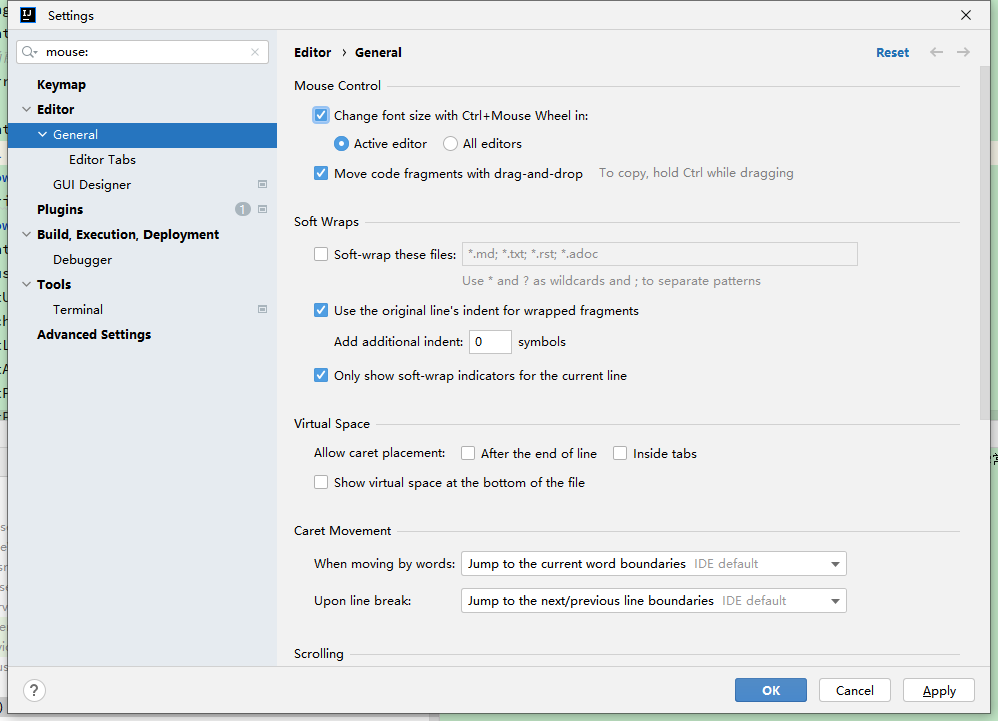 Settings
mouse:
Keymap
Editor
General
Editor Tabs
GUI Designer
Plugins 1
Build, Execution, Deployment
Debugger
Tools
Terminal
Advanced Settings
Editor › General
Reset
Mouse Control
Change font size with Ctrl+Mouse Wheel in:
Active editor All editors
Move code fragments with drag-and-drop To copy, hold Ctrl while dragging
Soft Wraps
Soft-wrap these files: *.md; *.txt; *.rst; *.adoc
Use * and ? as wildcards and ; to separate patterns
Use the original line's indent for wrapped fragments
Add additional indent: 0 symbols
Only show soft-wrap indicators for the current line
Virtual Space
Allow caret placement: After the end of line Inside tabs
Show virtual space at the bottom of the file
Caret Movement
When moving by words: Jump to the current word boundaries IDE default
Upon line break: Jump to the next/previous line boundaries IDE default
Scrolling
?
OK Cancel Apply